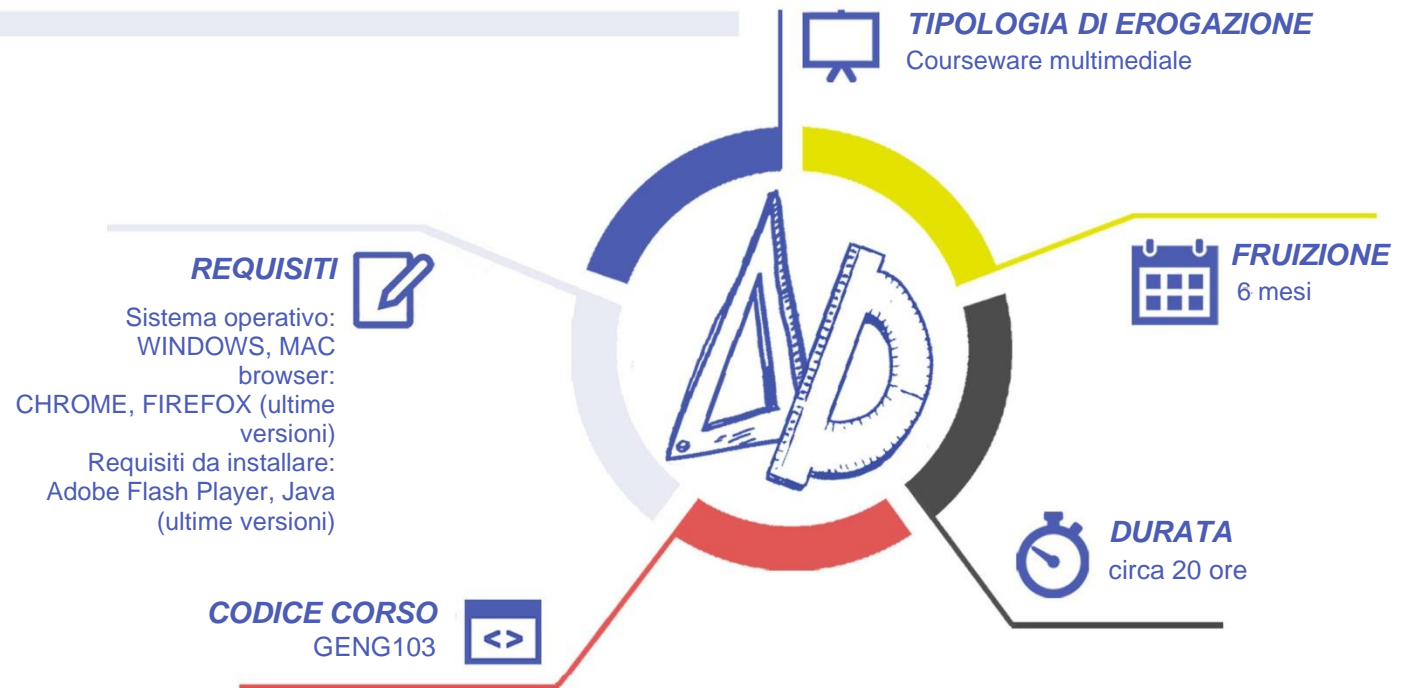 TIPOLOGIA DI EROGAZIONE
Courseware multimediale
FRUIZIONE
6 mesi
REQUISITI
Sistema operativo:
WINDOWS, MAC
browser:
CHROME, FIREFOX (ultime
versioni)
Requisiti da installare:
Adobe Flash Player, Java
(ultime versioni)
DURATA
circa 20 ore
CODICE CORSO
GENG103
<>